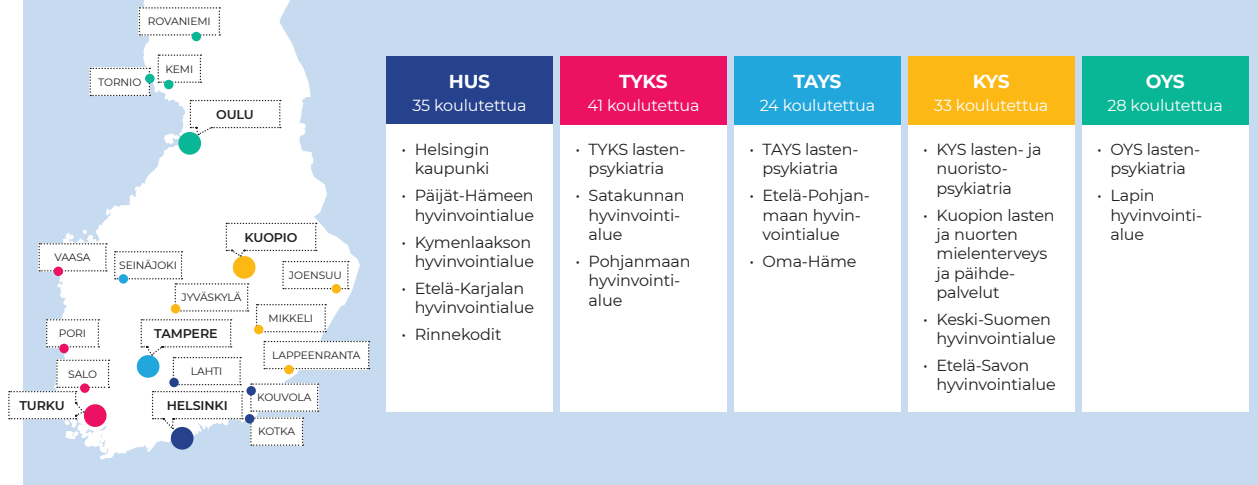 ROVANIEMI
KEMI
TORNIO
OULU
KUOPIO
VAASA
SEINÄJOKI
JOENSUU
JYVÄSKYLÄ
MIKKELI
PORI
TAMPERE
LAPPEENRANTA
SALO
LAHTI
KOUVOLA
TURKU
HELSINKI
KOTKA
HUS
35 koulutettua
• Helsingin
kaupunki
• Päijät-Hämeen
hyvinvointialue
• Kymenlaakson
hyvinvointialue
• Etelä-Karjalan
hyvinvointialue
• Rinnekodit
TYKS
41 koulutettua
• TYKS lasten-
psykiatria
• Satakunnan
hyvinvointi-
alue
• Pohjanmaan
hyvinvointi-
alue
TAYS
24 koulutettua
• TAYS lasten-
psykiatria
• Etelä-Pohjan-
maan hyvin-
vointialue
• Oma-Häme
KYS
33 koulutettua
• KYS lasten- ja
nuoristo-
psykiatria
• Kuopion lasten
ja nuorten
mielenterveys
ja päihde-
palvelut
• Keski-Suomen
hyvinvointialue
• Etelä-Savon
hyvinvointialue
OYS
28 koulutettua
• OYS lasten-
psykiatria
• Lapin
hyvinvointi-
alue